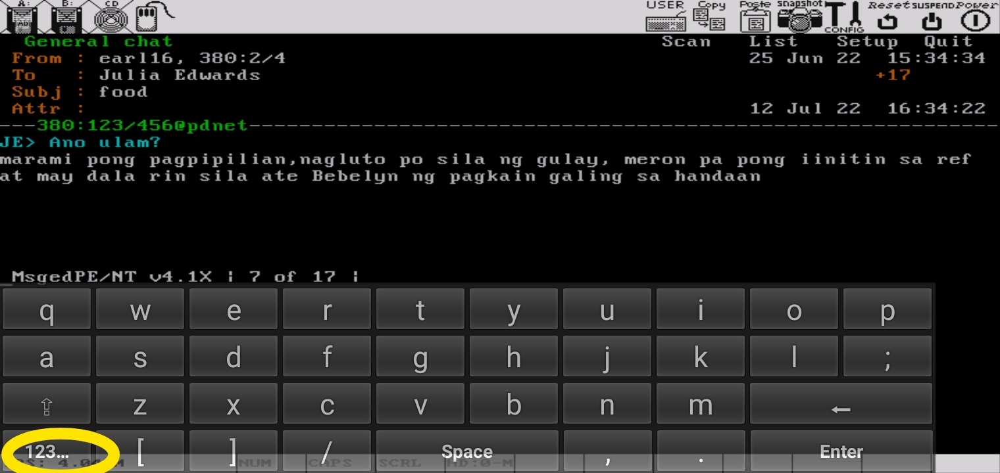 A: B: CD USER Copy Paste snapshot CONFIG Reset SUSPEND Power
AD
General chat Scan List Setup Quit
From : earl16, 380:2/4 25 Jun 22 15:34:34
To : Julia Edwards +17
Subj : food
Attr : 12 Jul 22 16:34:22
---380:123/456@pdnet---
JE> Ano ulam?
marami pong pagpipilian,nagluto po sila ng gulay, meron pa pong iinitin sa ref
at may dala rin sila ate Bebelyn ng pagkain galing sa handaan
MsgedPE/NT v4.1X | 7 of 17 |
q w e r t y u i o p
a s d f g h j k l ;
⇧ z x c v b n m ←
123... [ ] / Space , . Enter
NUM CAPS SCRL HD:0-M